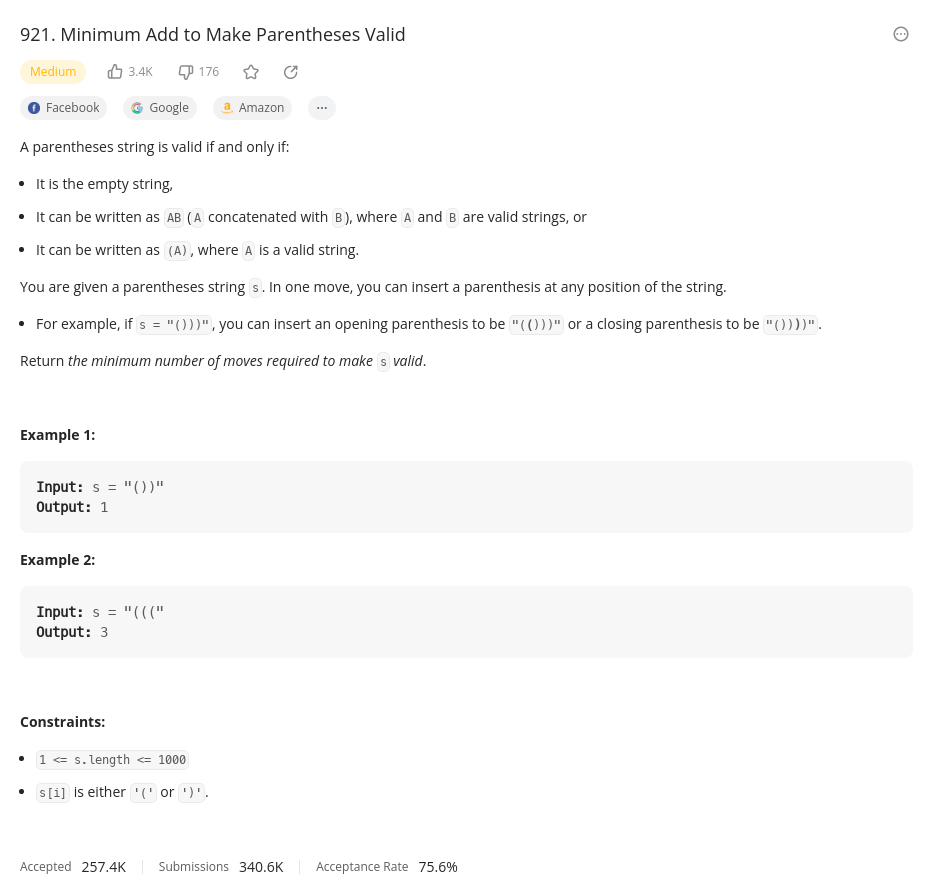 921. Minimum Add to Make Parentheses Valid
Medium 3.4K 176
Facebook Google Amazon ...
A parentheses string is valid if and only if:
• It is the empty string,
• It can be written as AB (A concatenated with B), where A and B are valid strings, or
• It can be written as (A), where A is a valid string.
You are given a parentheses string s. In one move, you can insert a parenthesis at any position of the string.
• For example, if s = "()))", you can insert an opening parenthesis to be "(()))" or a closing parenthesis to be "())))".
Return the minimum number of moves required to make s valid.
Example 1:
Input: s = "())"
Output: 1
Example 2:
Input: s = "((("
Output: 3
Constraints:
• 1 <= s.length <= 1000
• s[i] is either '(' or ')'.
Accepted 257.4K Submissions 340.6K Acceptance Rate 75.6%